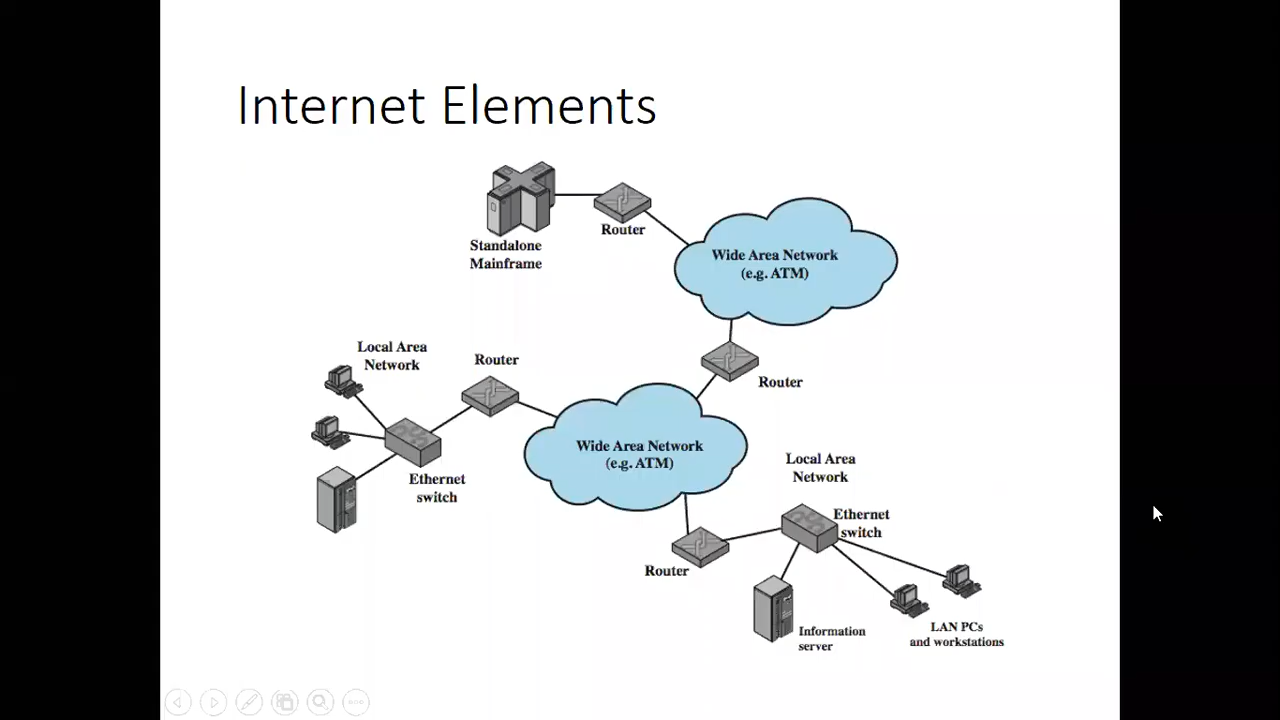 Internet Elements
Router
Standalone
Mainframe
Wide Area Network
(e.g. ATM)
Local Area
Network
Router
Router
Wide Area Network
(e.g. ATM)
Ethernet
switch
Local Area
Network
Ethernet
switch
Router
Information
server
LAN PCs
and workstations